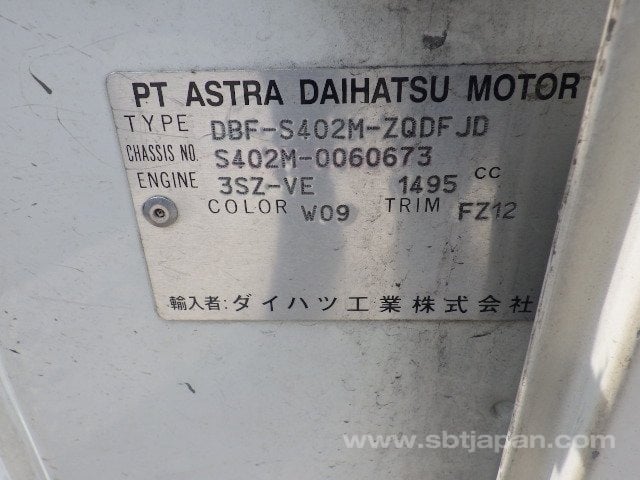 PT ASTRA DAIHATSU MOTOR
TYPE DBF-S402M-ZQDFJD
CHASSIS NO. S402M-0060673
ENGINE 3SZ-VE 1495 CC
COLOR W09 TRIM FZ12
輸入者:ダイハツ工業株式会社
www.sbtjapan.com